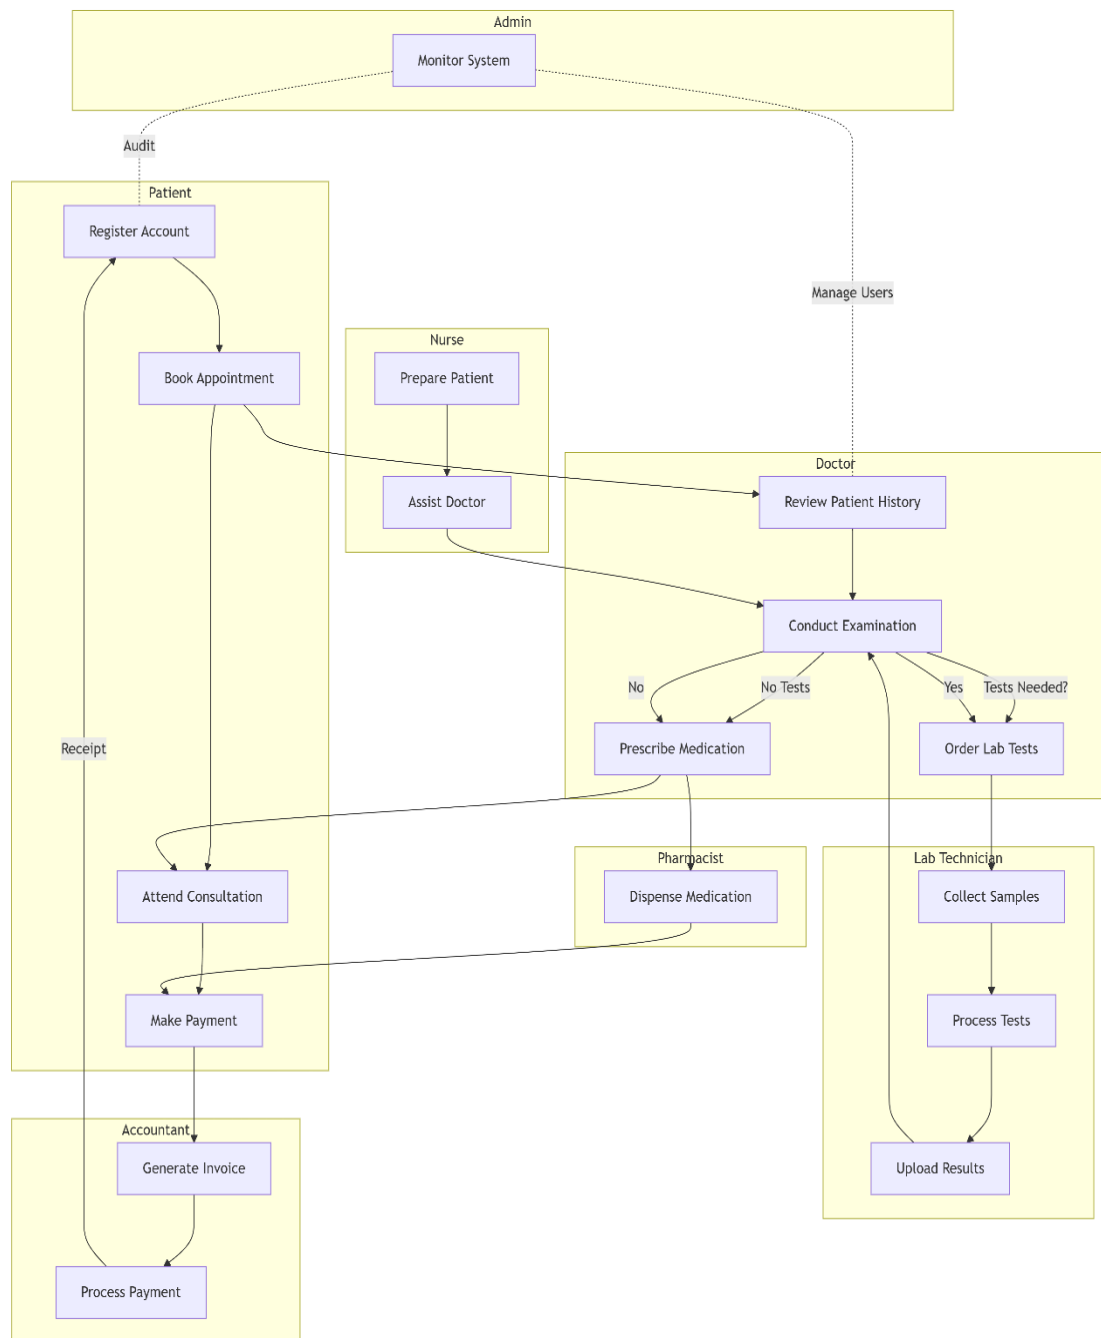 Admin
Monitor System
Audit
Patient
Register Account
Manage Users
Nurse
Book Appointment
Prepare Patient
Doctor
Assist Doctor
Review Patient History
Conduct Examination
No
No Tests
Yes
Tests Needed?
Receipt
Prescribe Medication
Order Lab Tests
Pharmacist
Lab Technician
Attend Consultation
Dispense Medication
Collect Samples
Make Payment
Process Tests
Accountant
Generate Invoice
Upload Results
Process Payment